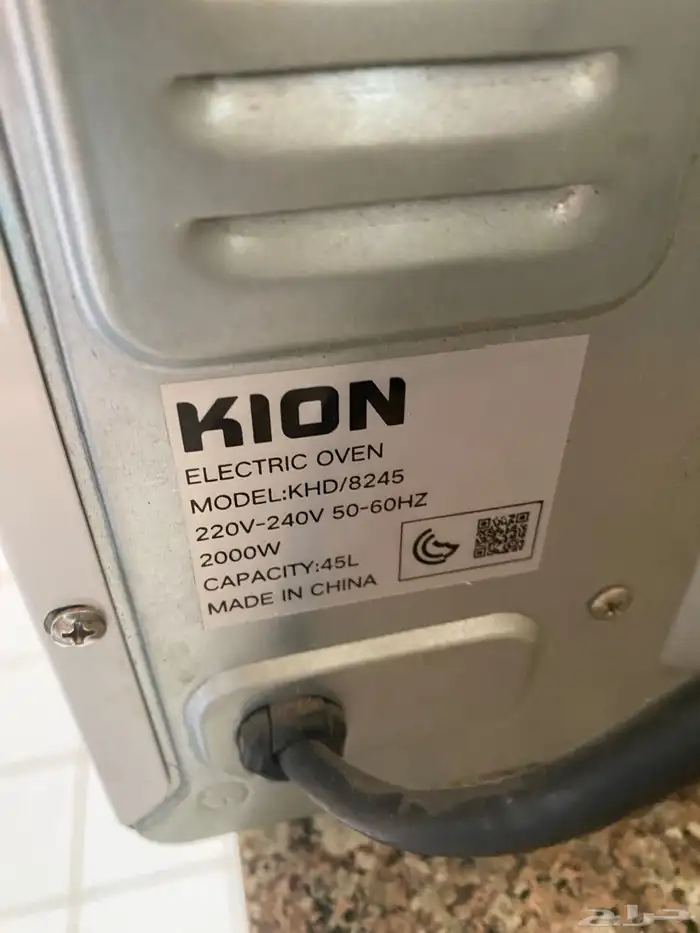 KION
ELECTRIC OVEN
MODEL:KHD/8245
220V-240V 50-60HZ
2000W
CAPACITY:45L
MADE IN CHINA
حراج